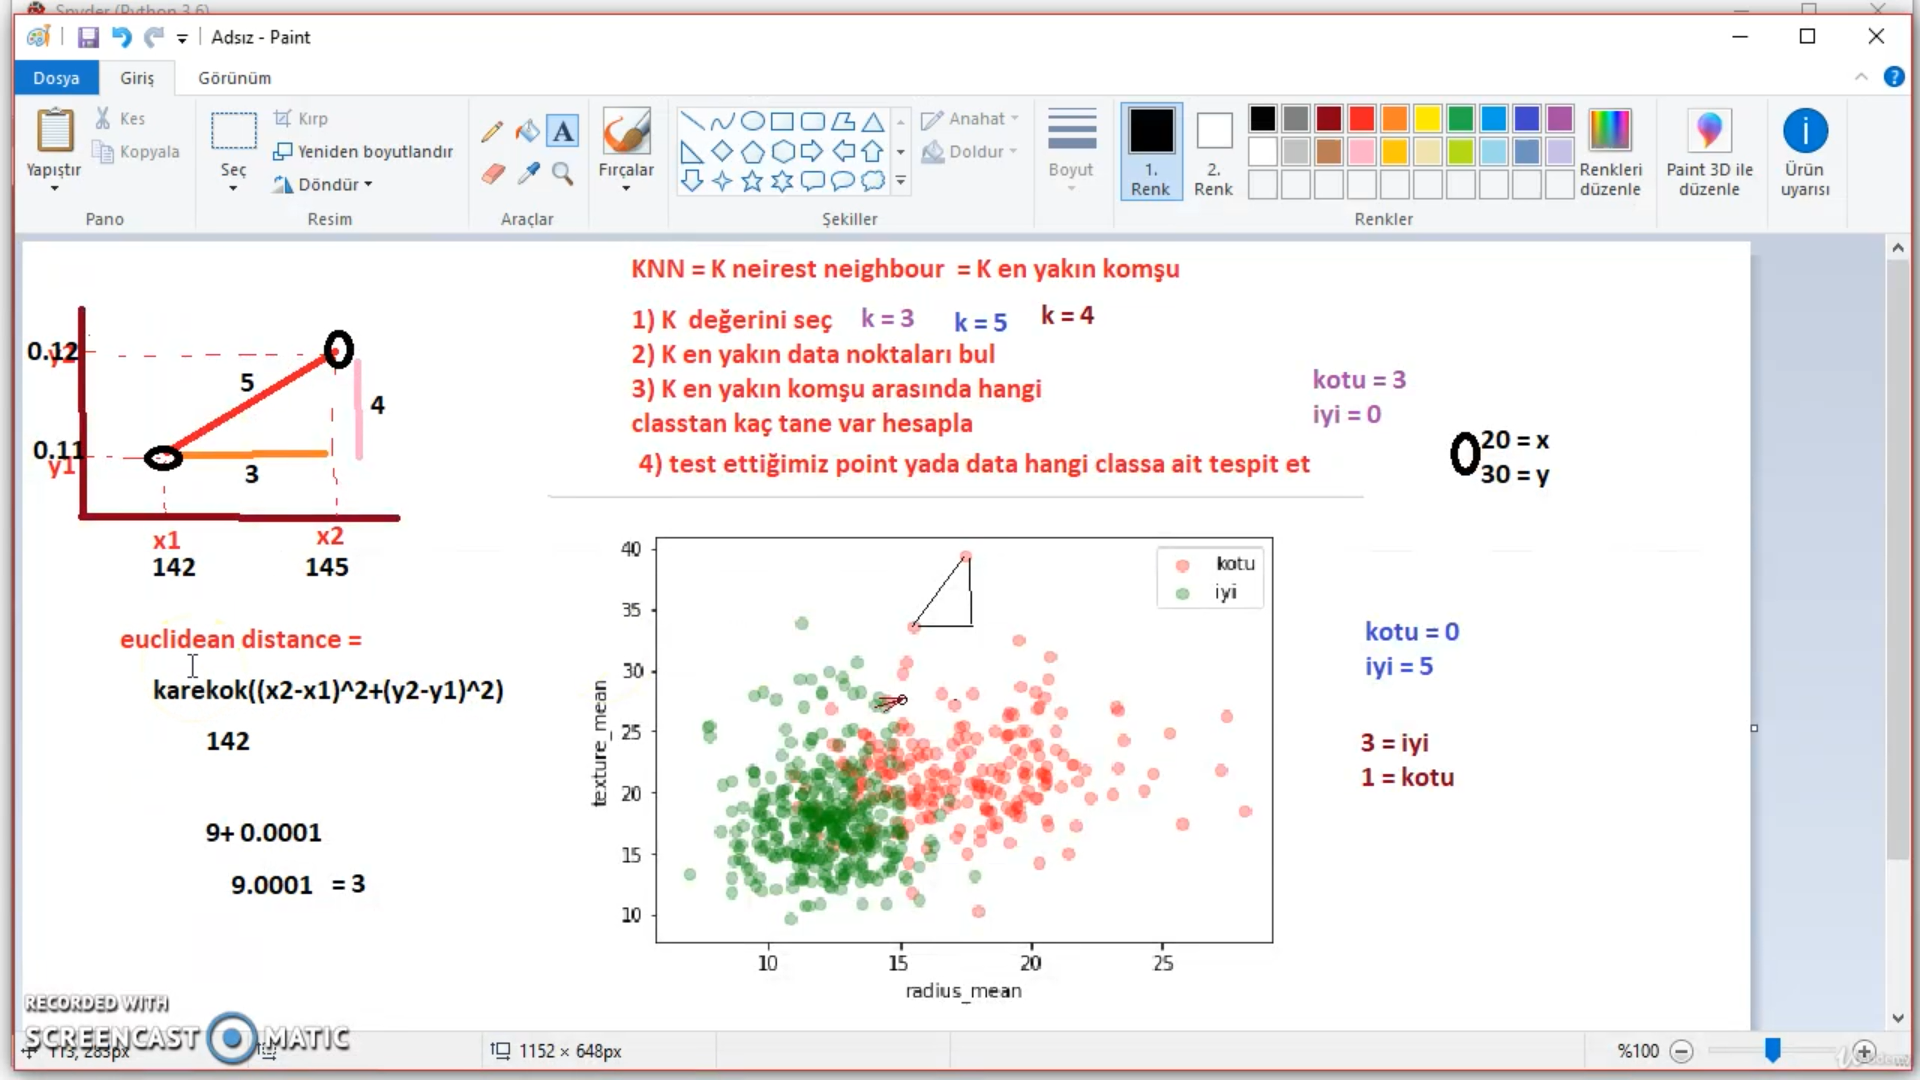 Spyder (Python 3.6)
Adsız - Paint
Dosya
Giriş
Görünüm
Yapıştır
Kes
Kopyala
Pano
Seç
Kırp
Yeniden boyutlandır
Döndür
Resim
A
Araçlar
Fırçalar
Şekiller
Anahat
Doldur
Boyut
1.
Renk
2.
Renk
Renkler
Renkleri
düzenle
Paint 3D ile
düzenle
Ürün
uyarısı
KNN = K neirest neighbour = K en yakın komşu
1) K değerini seç
k = 3
k = 5
k = 4
2) K en yakın data noktaları bul
3) K en yakın komşu arasında hangi
classtan kaç tane var hesapla
4) test ettiğimiz point yada data hangi classa ait tespit et
kotu = 3
iyi = 0
20 = x
30 = y
0.12
y2
5
4
0.11
y1
3
x1
x2
142
145
euclidean distance =
karekok((x2-x1)^2+(y2-y1)^2)
142
9+ 0.0001
9.0001 = 3
40
35
30
25
20
15
10
texture_mean
kotu
iyi
10
15
20
25
radius_mean
kotu = 0
iyi = 5
3 = iyi
1 = kotu
RECORDED WITH
SCREENCAST MATIC
113, 283px
1152 × 648px
%100